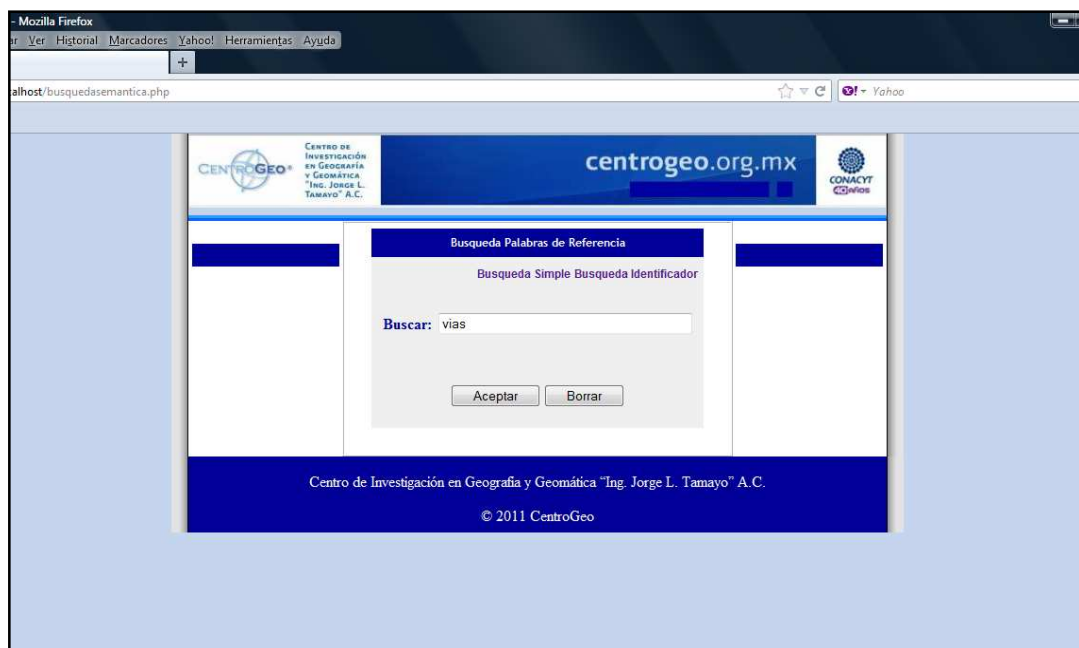 - Mozilla Firefox
ar Ver Historial Marcadores Yahoo! Herramientas Ayuda
+
alhost/busquedasemantica.php
Yahoo
CENTROGEO
CENTRO DE
INVESTIGACIÓN
EN GEOGRAFÍA
Y GEOMÁTICA
"ING. JORGE L.
TAMAYO" A.C.
centrogeo.org.mx
CONACYT
40años
Busqueda Palabras de Referencia
Busqueda Simple Busqueda Identificador
Buscar: vias
Aceptar Borrar
Centro de Investigación en Geografía y Geomática “Ing. Jorge L. Tamayo” A.C.
© 2011 CentroGeo